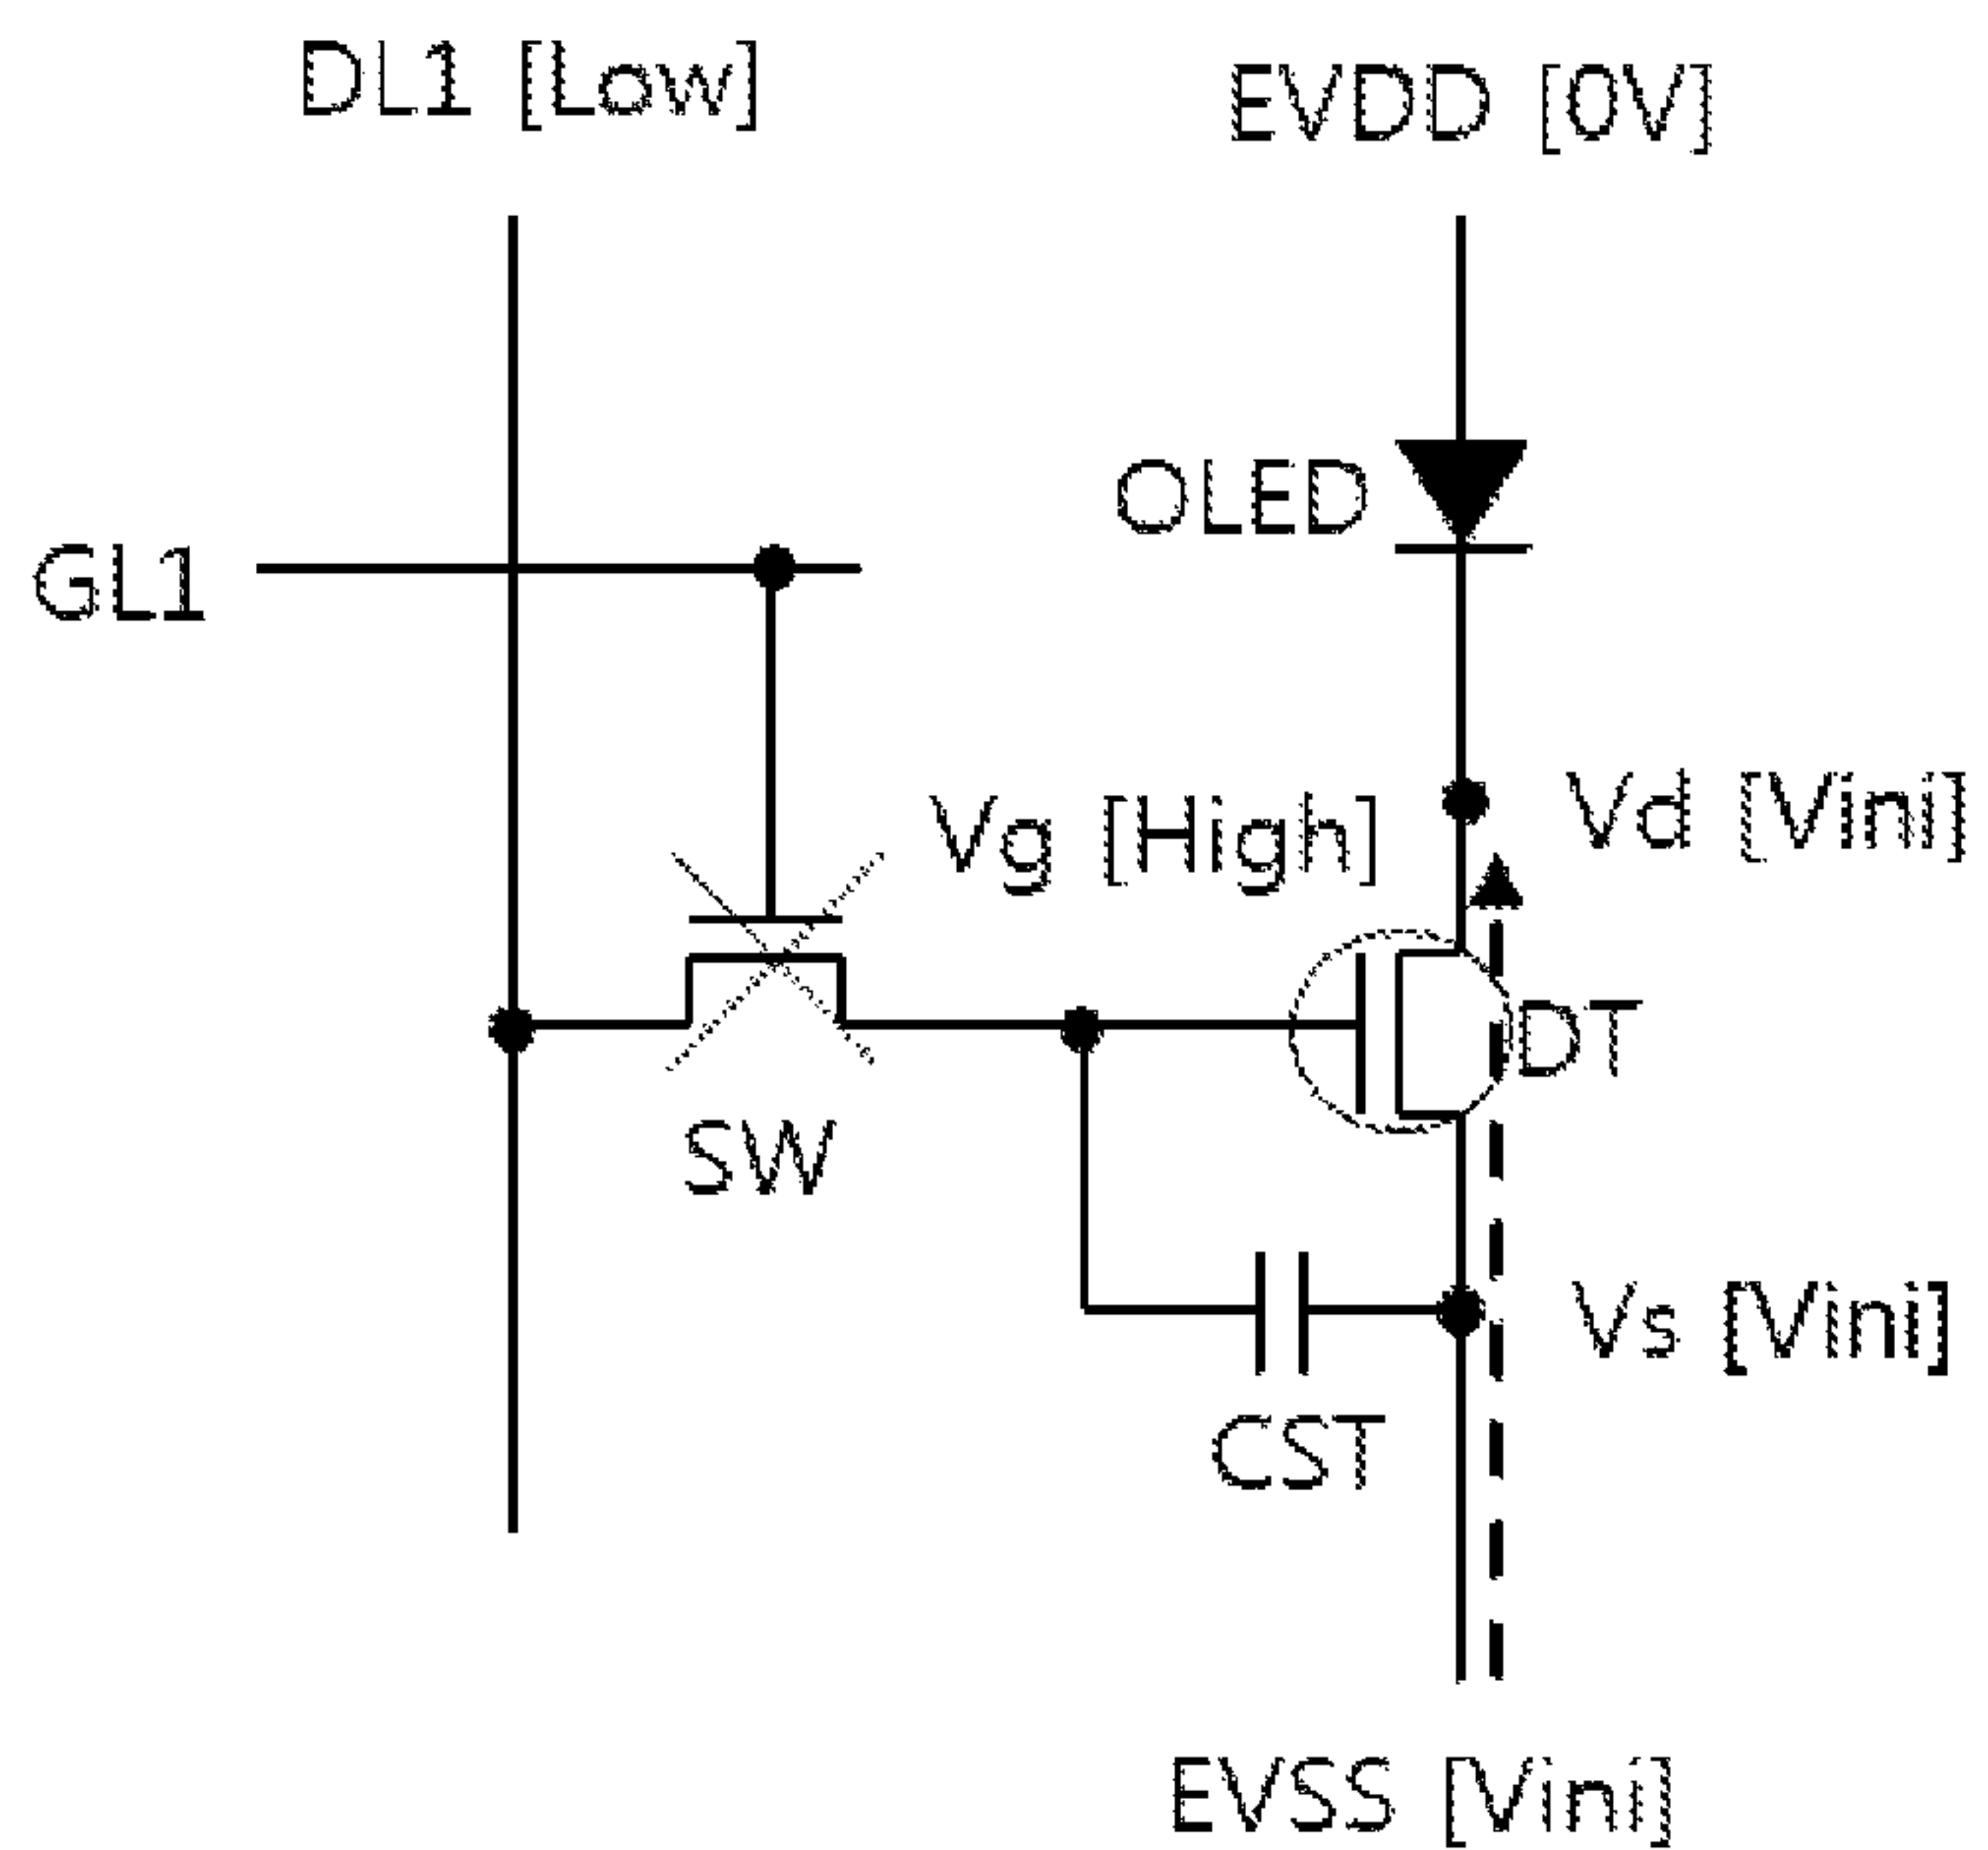 DL1 [Low]
EVDD [0V]
OLED
GL1
Vg [High]
Vd [Vini]
DT
SW
Vs [Vini]
CST
EVSS [Vini]